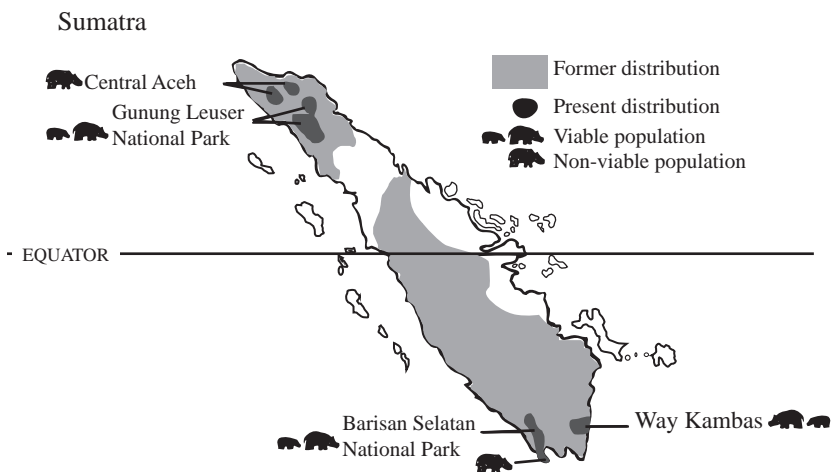 Sumatra
Central Aceh
Gunung Leuser
National Park
Former distribution
Present distribution
Viable population
Non-viable population
EQUATOR
Barisan Selatan
National Park
Way Kambas